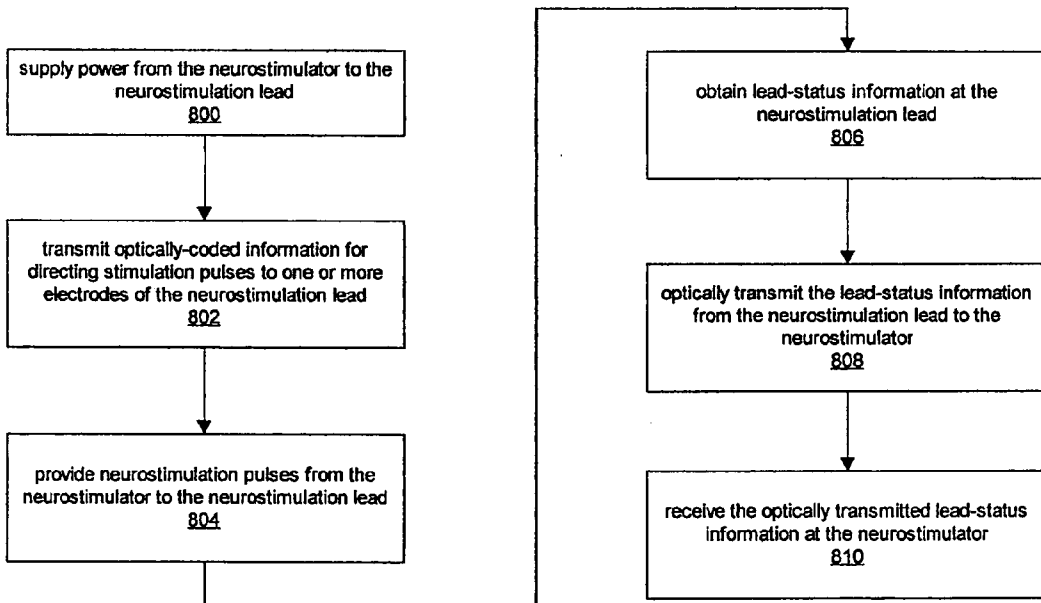 supply power from the neurostimulator to the
neurostimulation lead
800
transmit optically-coded information for
directing stimulation pulses to one or more
electrodes of the neurostimulation lead
802
provide neurostimulation pulses from the
neurostimulator to the neurostimulation lead
804
obtain lead-status information at the
neurostimulation lead
806
optically transmit the lead-status information
from the neurostimulation lead to the
neurostimulator
808
receive the optically transmitted lead-status
information at the neurostimulator
810